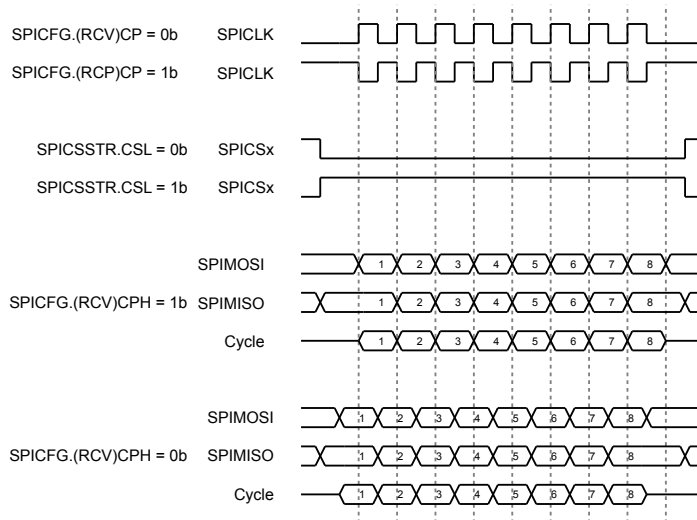 SPICFG.(RCV)CP = 0b SPICLK
SPICFG.(RCP)CP = 1b SPICLK
SPICSSTR.CSL = 0b SPICSx
SPICSSTR.CSL = 1b SPICSx
SPIMOSI 1 2 3 4 5 6 7 8
SPICFG.(RCV)CPH = 1b SPIMISO 1 2 3 4 5 6 7 8
Cycle 1 2 3 4 5 6 7 8
SPIMOSI 1 2 3 4 5 6 7 8
SPICFG.(RCV)CPH = 0b SPIMISO 1 2 3 4 5 6 7 8
Cycle 1 2 3 4 5 6 7 8